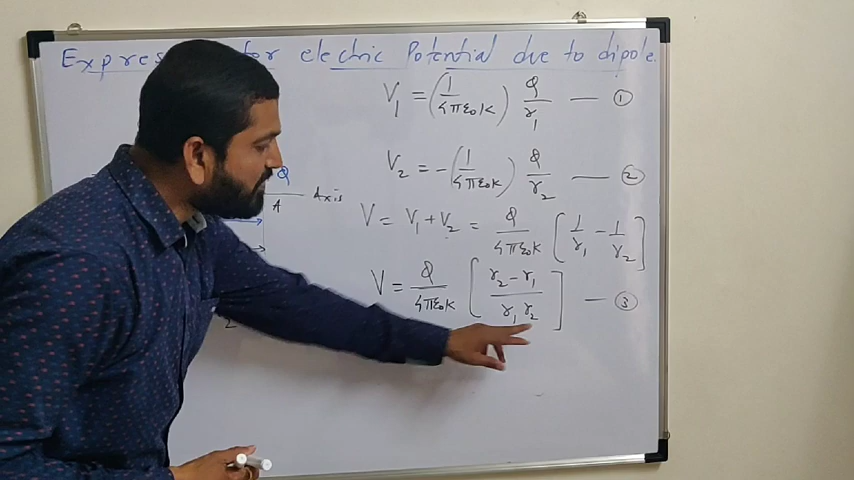 Expres for electric Potential due to dipole.
V₁ = (1/4πε₀k) Q/r₁ — ①
V₂ = -(1/4πε₀k) Q/r₂ — ②
Q
A Axis
V = V₁ + V₂ = Q/4πε₀k [1/r₁ - 1/r₂]
V = Q/4πε₀k [r₂ - r₁/r₁r₂] — ③
2